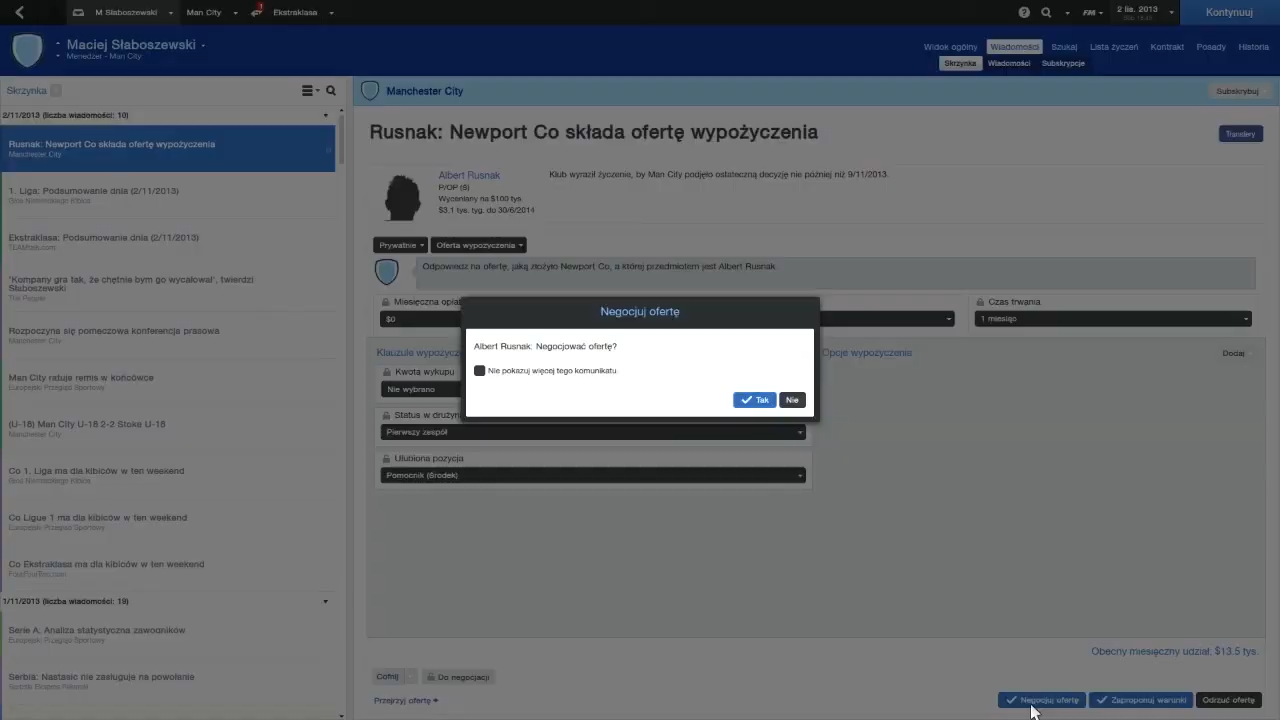 M Słaboszewski
Man City
Ekstraklasa
FM
2 lis. 2013
Kontynuuj
Maciej Słaboszewski
Menedżer - Man City
Widok ogólny
Wiadomości
Szukaj
Lista życzeń
Kontrakt
Posady
Historia
Skrzynka
Wiadomości
Subskrypcje
Skrzynka
Manchester City
Subskrybuj
2/11/2013 (liczba wiadomości: 10)
Rusnak: Newport Co składa ofertę wypożyczenia
Manchester City
1. Liga: Podsumowanie dnia (2/11/2013)
Ekstraklasa: Podsumowanie dnia (2/11/2013)
'Kompany gra tak, że chętnie bym go wycałował', twierdzi
Słaboszewski
The People
Rozpoczyna się pomeczowa konferencja prasowa
Manchester City
Man City ratuje remis w końcówce
Europejski Przegląd Sportowy
(U-18) Man City U-18 2-2 Stoke U-18
Manchester City
Co 1. Liga ma dla kibiców w ten weekend
Co Ligue 1 ma dla kibiców w ten weekend
Europejski Przegląd Sportowy
Co Ekstraklasa ma dla kibiców w ten weekend
1/11/2013 (liczba wiadomości: 19)
Serie A. Analiza statystyczna zawodników
Europejski Przegląd Sportowy
Serbia: Nastasic nie zasługuje na powołanie
Rusnak: Newport Co składa ofertę wypożyczenia
Transfery
Albert Rusnak
P/OP (Ś)
Wyceniany na $100 tys.
$3.1 tys. tyg. do 30/6/2014
Klub wyraził życzenie, by Man City podjęło ostateczną decyzję nie później niż 9/11/2013.
Prywatnie
Oferta wypożyczenia
Odpowiedz na ofertę, jaką złożyło Newport Co, a której przedmiotem jest Albert Rusnak.
Miesięczna opłat
$0
Czas trwania
1 miesiąc
Klauzule wypożycz
Opcje wypożyczenia
Dodaj
Kwota wykupu
Nie wybrano
Status w drużyn
Pierwszy zespół
Ulubiona pozycja
Pomocnik (Środek)
Negocjuj ofertę
Albert Rusnak: Negocjować ofertę?
Nie pokazuj więcej tego komunikatu.
Tak
Nie
Obecny miesięczny udział: $13.5 tys.
Cofnij
Do negocjacji
Przejrzyj ofertę
Negocjuj ofertę
Zaproponuj warunki
Odrzuć ofertę